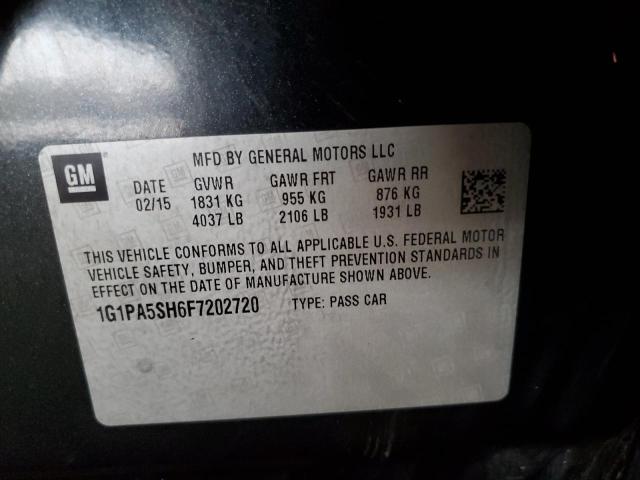 GM
MFD BY GENERAL MOTORS LLC
DATE GVWR GAWR FRT GAWR RR
02/15 1831 KG 955 KG 876 KG
4037 LB 2106 LB 1931 LB
THIS VEHICLE CONFORMS TO ALL APPLICABLE U.S. FEDERAL MOTOR
VEHICLE SAFETY, BUMPER, AND THEFT PREVENTION STANDARDS IN
EFFECT ON THE DATE OF MANUFACTURE SHOWN ABOVE.
1G1PA5SH6F7202720 TYPE: PASS CAR